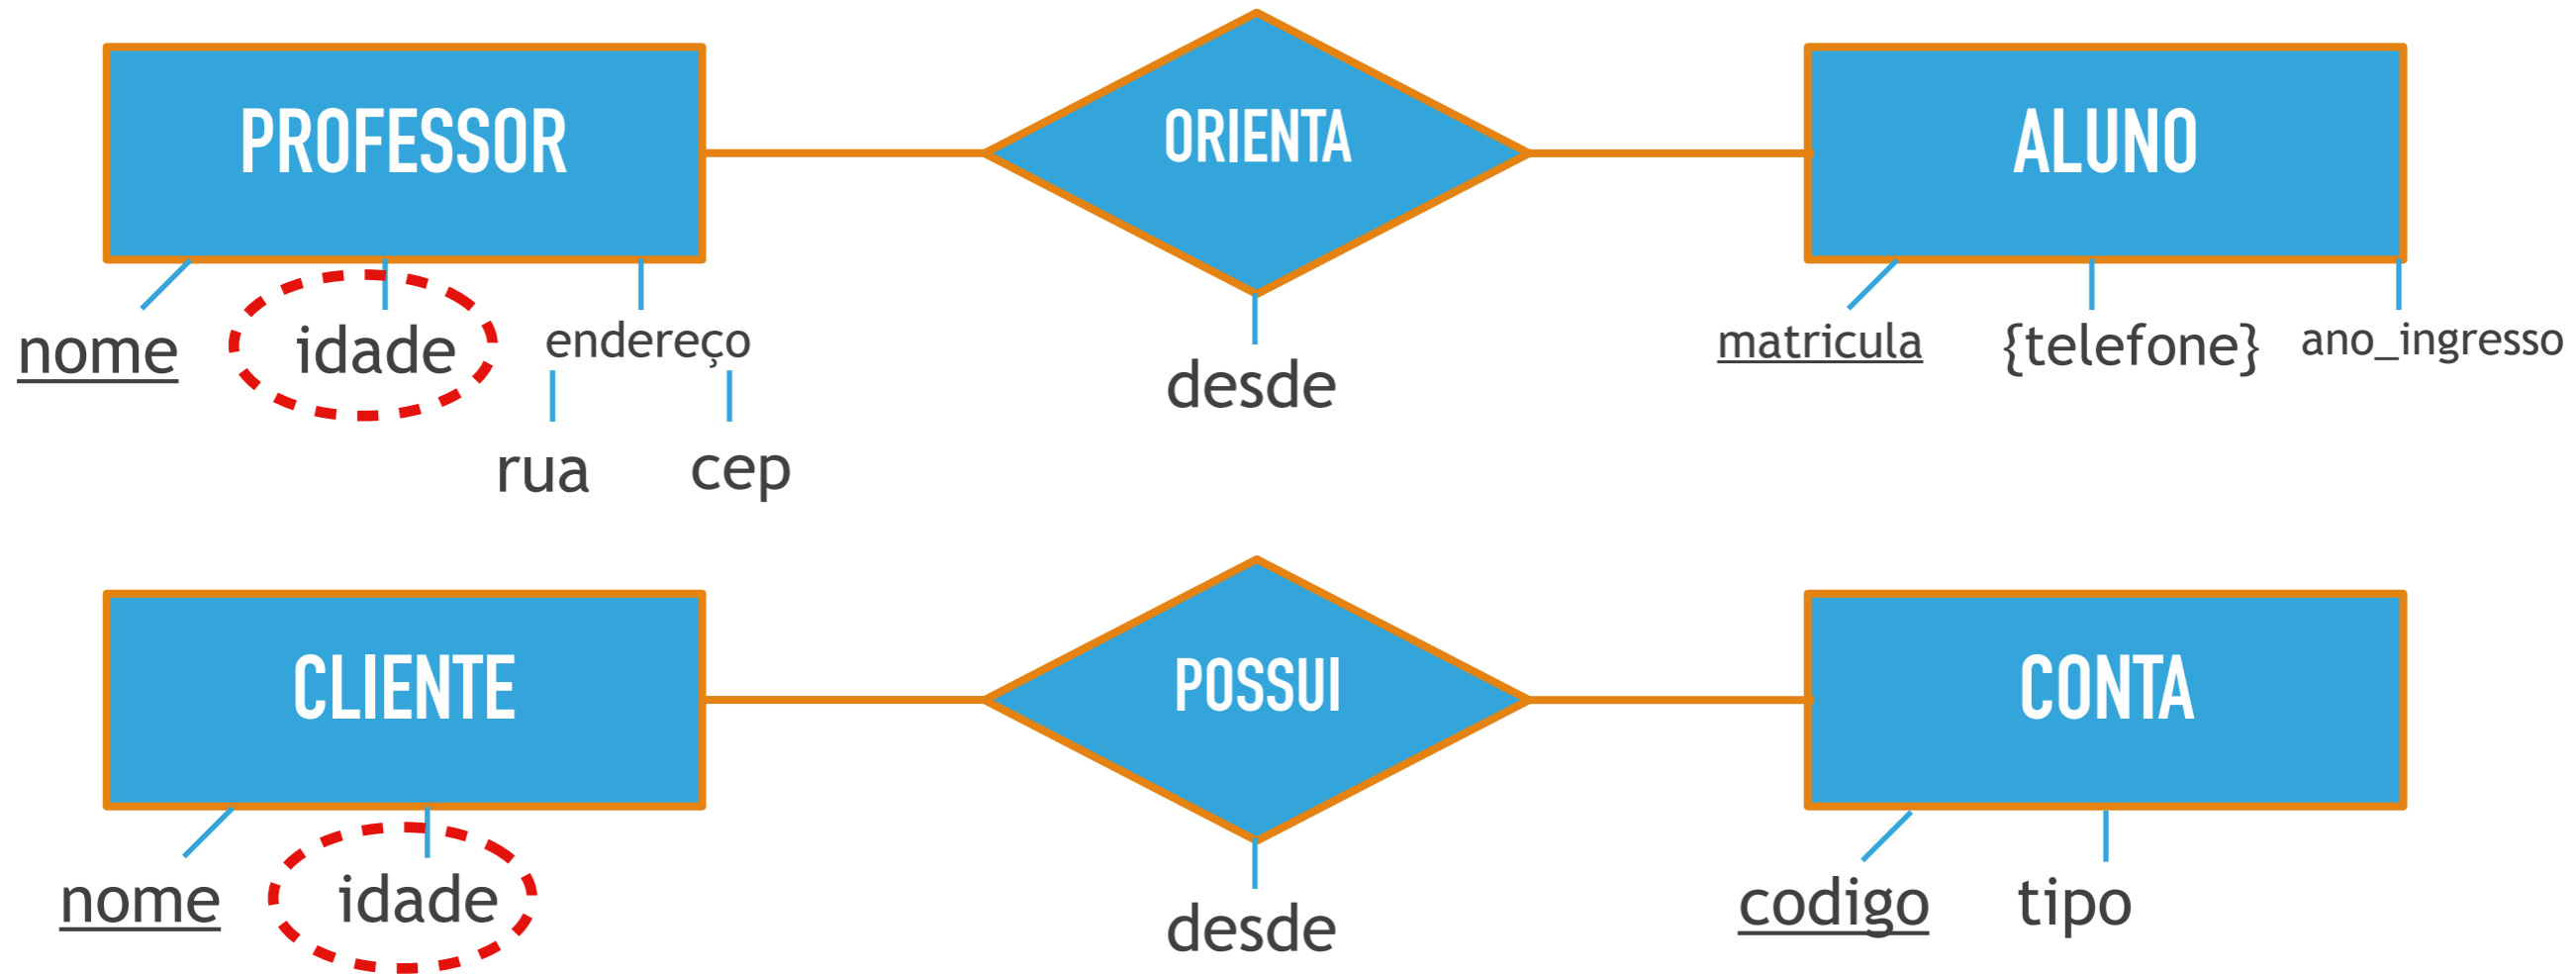 PROFESSOR
ORIENTA
ALUNO
nome
idade
endereço
rua
cep
desde
matricula
{telefone}
ano_ingresso
CLIENTE
POSSUI
CONTA
nome
idade
desde
codigo
tipo